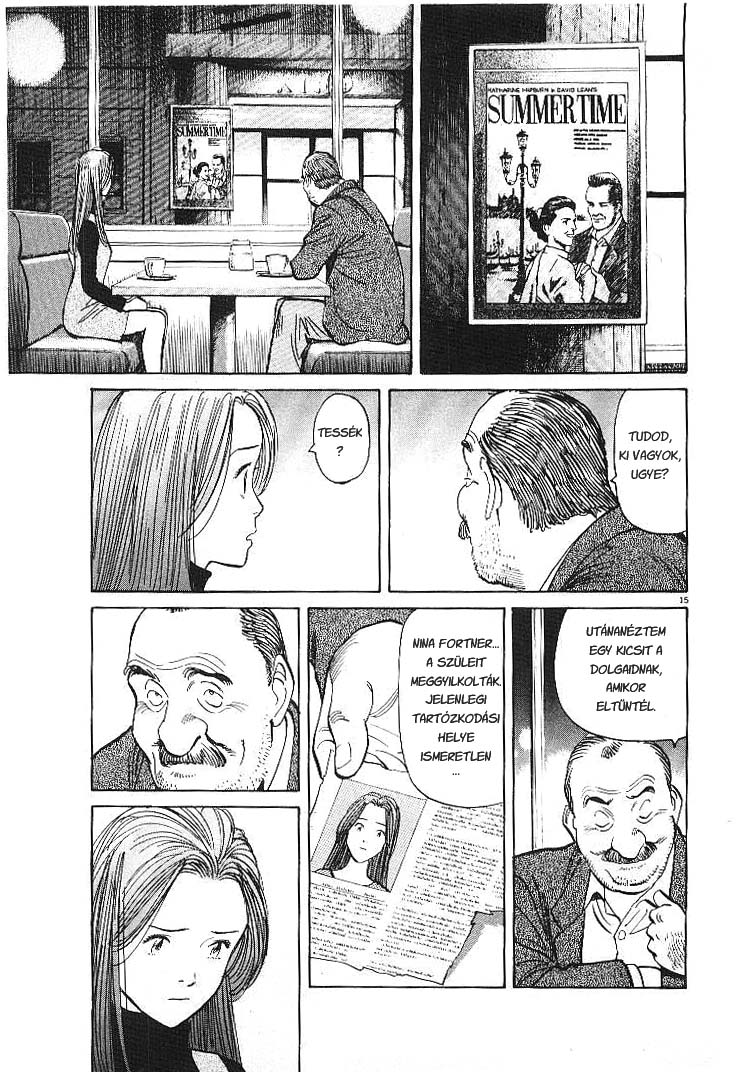 KATHARINE HEPBURN in DAVID LEAN'S
SUMMERTIME
SUMMERTIME
TUDOD,
KI VAGYOK,
UGYE?
TESSÉK
?
15
UTÁNANÉZTEM
EGY KICSIT A
DOLGAIDNAK,
AMIKOR
ELTŰNTÉL.
NINA FORTNER...
A SZÜLEIT
MEGGYILKOLTÁK.
JELENLEGI
TARTÓZKODÁSI
HELYE
ISMERETLEN
...